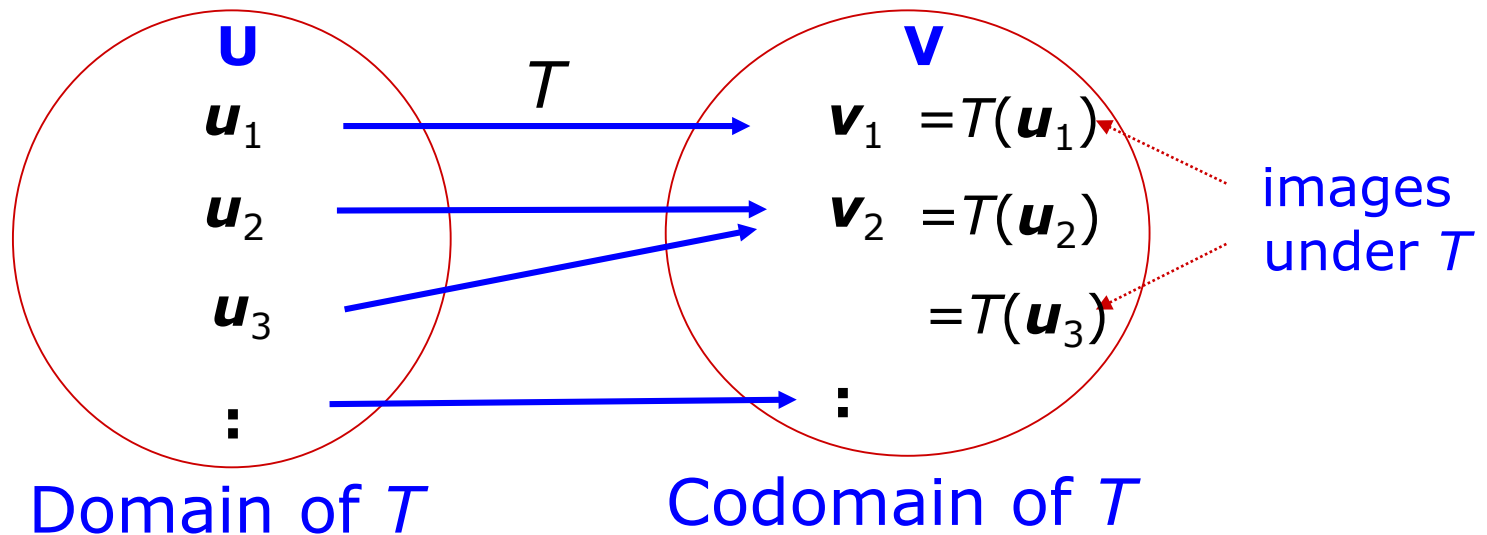 U V
T
u₁ v₁ =T(u₁)
u₂ v₂ =T(u₂)
images
under T
u₃ =T(u₃)
: :
Domain of T Codomain of T